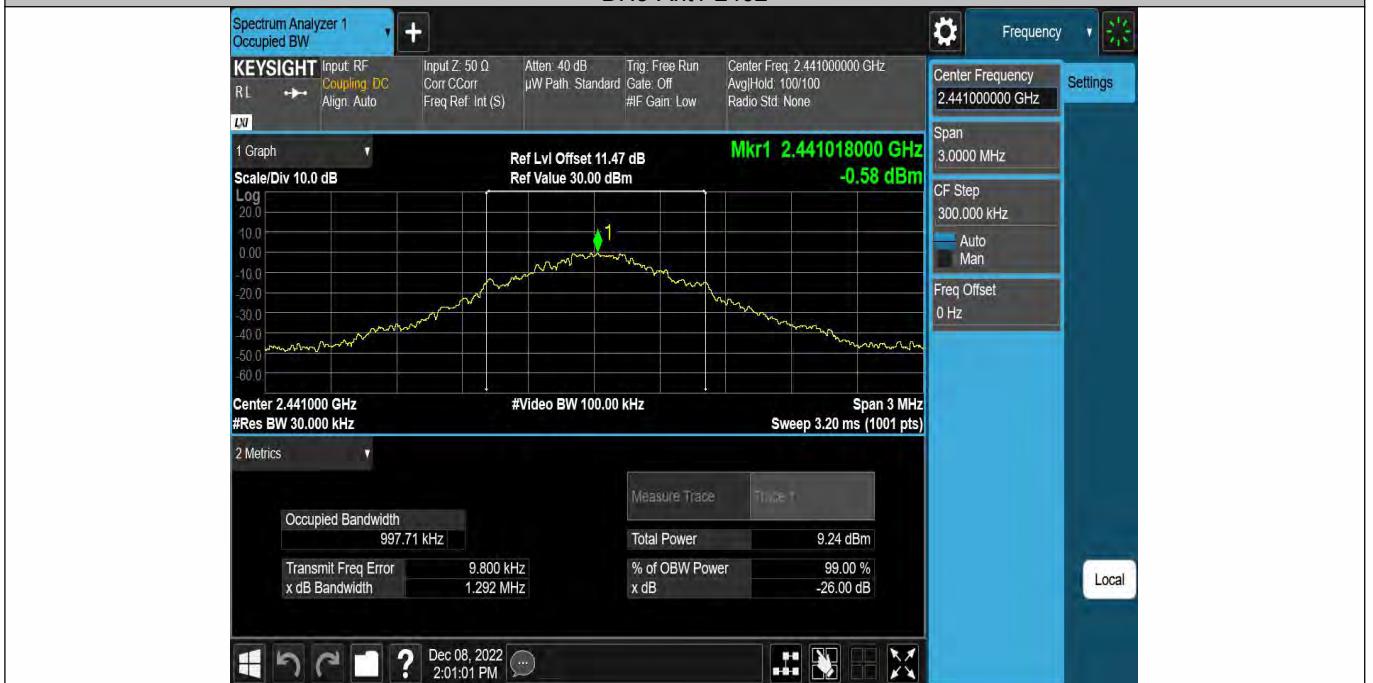 Spectrum Analyzer 1
Occupied BW
Frequency
KEYSIGHT
RL
LXI
Input: RF
Coupling: DC
Align: Auto
Input Z: 50 Ω
Corr CCorr
Freq Ref: Int (S)
Atten: 40 dB
µW Path: Standard
Trig: Free Run
Gate: Off
#IF Gain: Low
Center Freq: 2.441000000 GHz
Avg|Hold: 100/100
Radio Std: None
Center Frequency
2.441000000 GHz
Settings
Span
3.0000 MHz
CF Step
300.000 kHz
Auto
Man
Freq Offset
0 Hz
Local
1 Graph
Scale/Div 10.0 dB
Ref Lvl Offset 11.47 dB
Ref Value 30.00 dBm
Mkr1 2.441018000 GHz
-0.58 dBm
Log
20.0
10.0
0.00
-10.0
-20.0
-30.0
-40.0
-50.0
-60.0
1
Center 2.441000 GHz
#Video BW 100.00 kHz
Span 3 MHz
#Res BW 30.000 kHz
Sweep 3.20 ms (1001 pts)
2 Metrics
Measure Trace
Trace 1
Occupied Bandwidth
997.71 kHz
Total Power 9.24 dBm
Transmit Freq Error 9.800 kHz
% of OBW Power 99.00 %
x dB Bandwidth 1.292 MHz
x dB -26.00 dB
Dec 08, 2022
2:01:01 PM